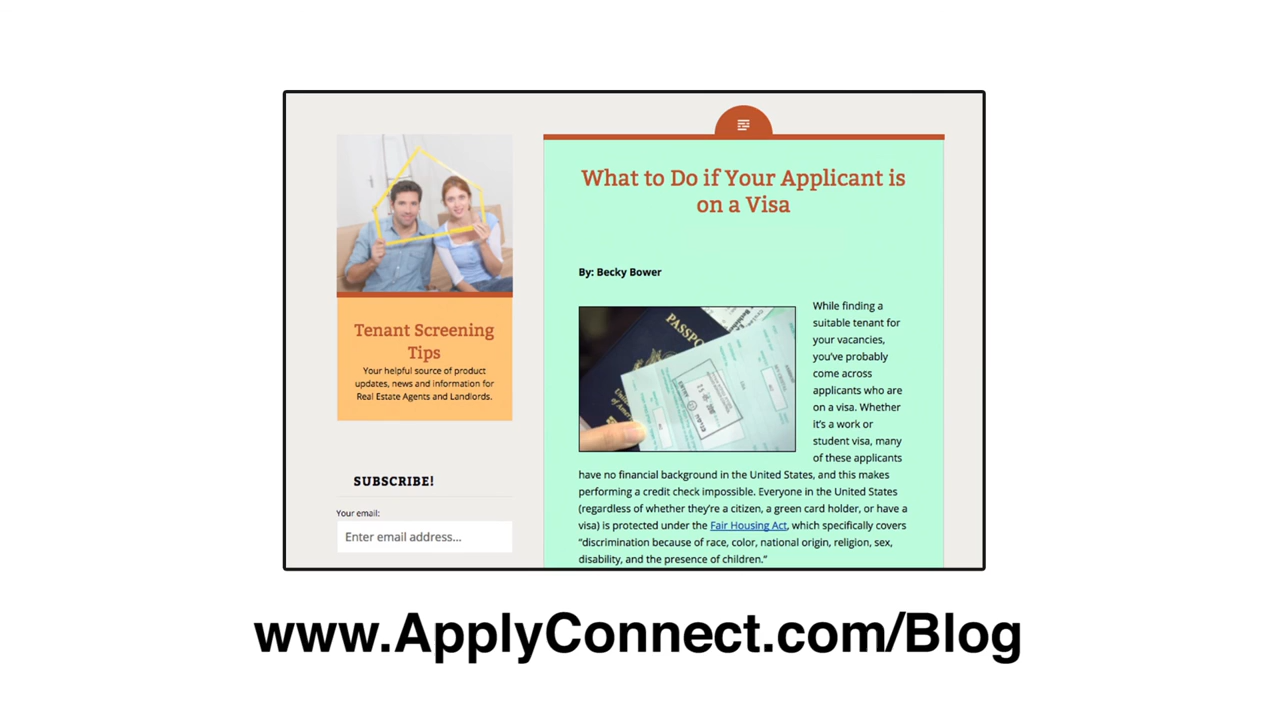 Tenant Screening
Tips
Your helpful source of product
updates, news and information for
Real Estate Agents and Landlords.
SUBSCRIBE!
Your email:
Enter email address...
What to Do if Your Applicant is
on a Visa
By: Becky Bower
PASSPO
While finding a
suitable tenant for
your vacancies,
you’ve probably
come across
applicants who are
on a visa. Whether
it’s a work or
student visa, many
of these applicants
have no financial background in the United States, and this makes
performing a credit check impossible. Everyone in the United States
(regardless of whether they’re a citizen, a green card holder, or have a
visa) is protected under the Fair Housing Act, which specifically covers
“discrimination because of race, color, national origin, religion, sex,
disability, and the presence of children.”
www.ApplyConnect.com/Blog